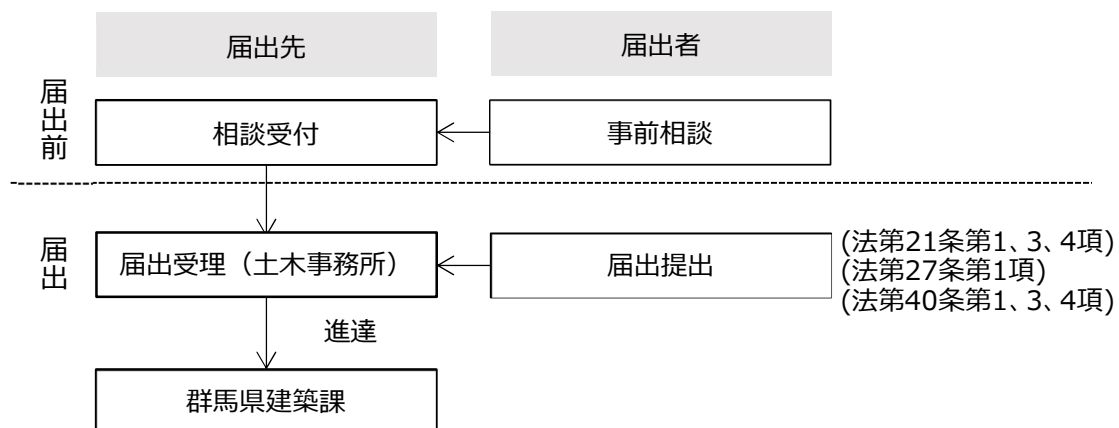 届出先
届出者
届出前
相談受付
事前相談
届出
届出受理（土木事務所）
届出提出
(法第21条第1、3、4項)
(法第27条第1項)
(法第40条第1、3、4項)
進達
群馬県建築課